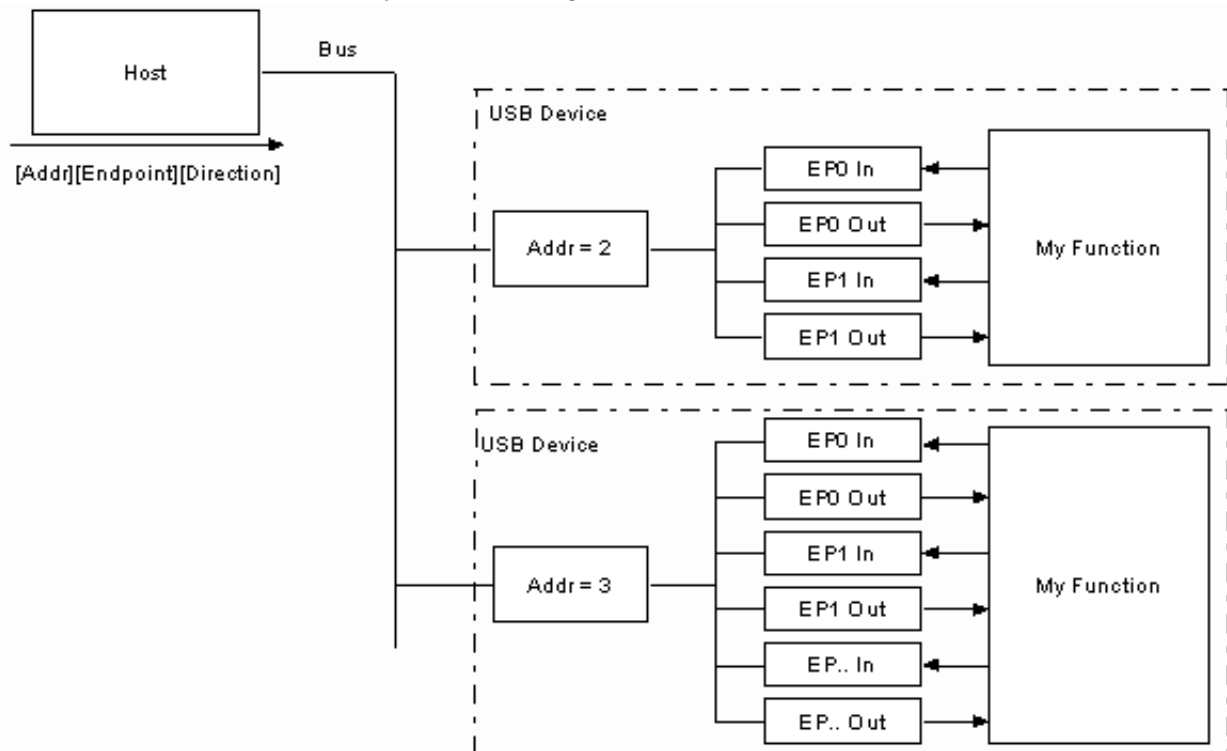 Bus
Host
[Addr][Endpoint][Direction]
USB Device
Addr = 2
EP0 In
EP0 Out
EP1 In
EP1 Out
My Function
USB Device
Addr = 3
EP0 In
EP0 Out
EP1 In
EP1 Out
EP.. In
EP.. Out
My Function